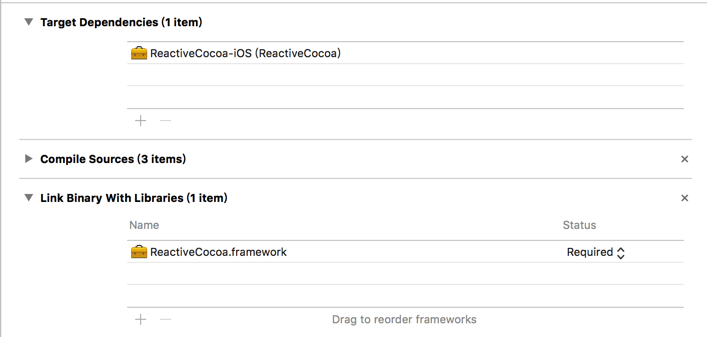 Target Dependencies (1 item)
ReactiveCocoa-iOS (ReactiveCocoa)
Compile Sources (3 items)
Link Binary With Libraries (1 item)
Name Status
ReactiveCocoa.framework Required
Drag to reorder frameworks